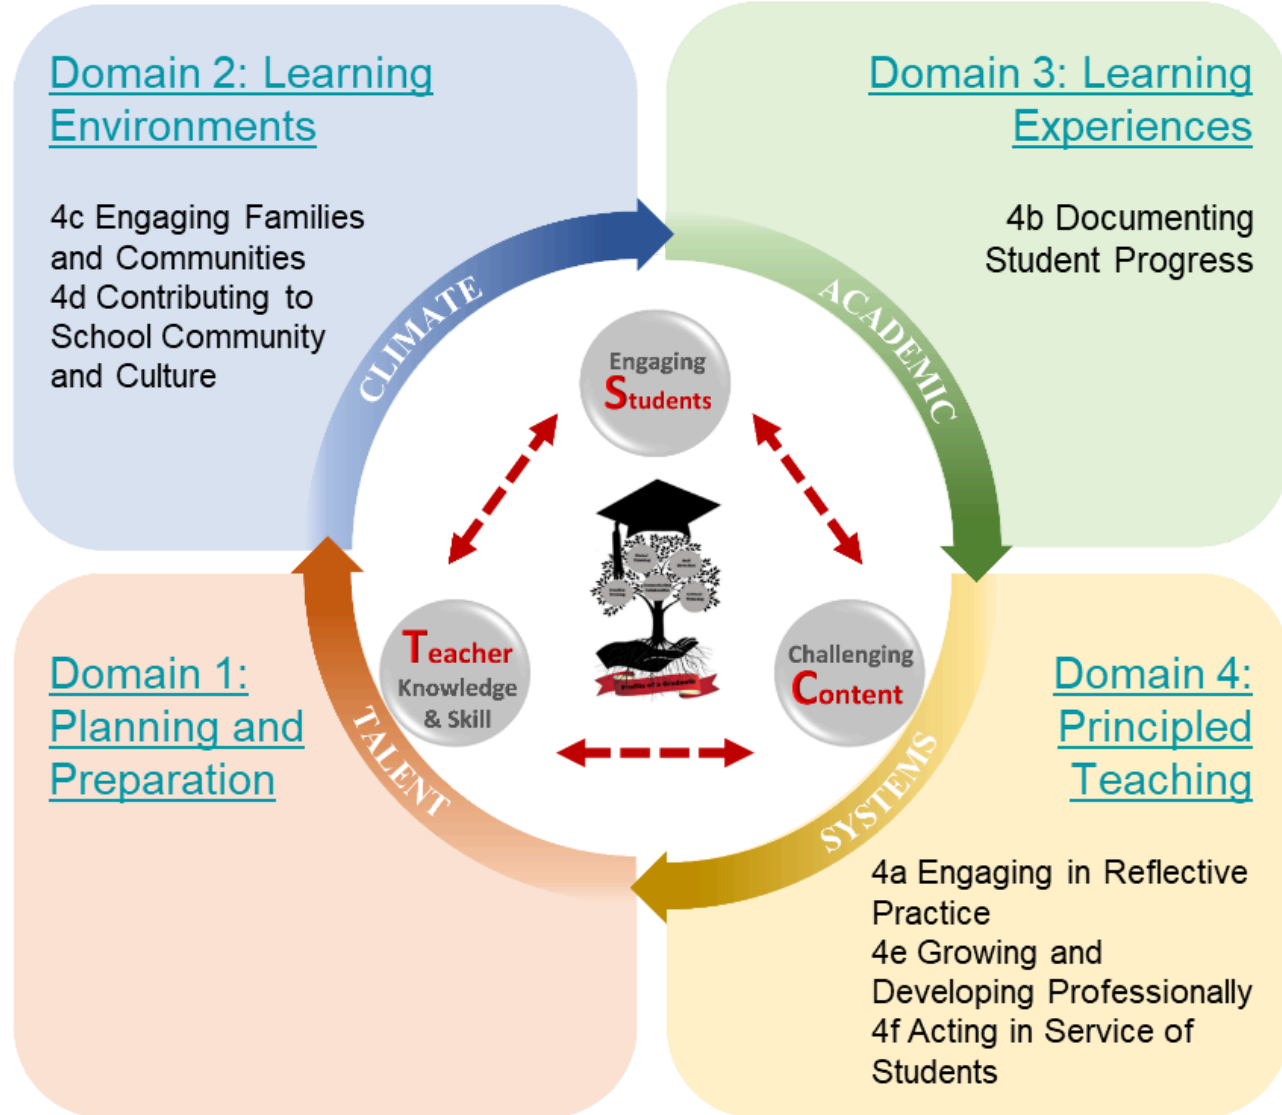 Domain 2: Learning
Environments
4c Engaging Families
and Communities
4d Contributing to
School Community
and Culture
Domain 3: Learning
Experiences
4b Documenting
Student Progress
CLIMATE
ACADEMIC
Engaging
Students
Teacher
Knowledge
& Skill
Challenging
Content
Profile of a Graduate
TALENT
SYSTEMS
Domain 1:
Planning and
Preparation
Domain 4:
Principled
Teaching
4a Engaging in Reflective
Practice
4e Growing and
Developing Professionally
4f Acting in Service of
Students